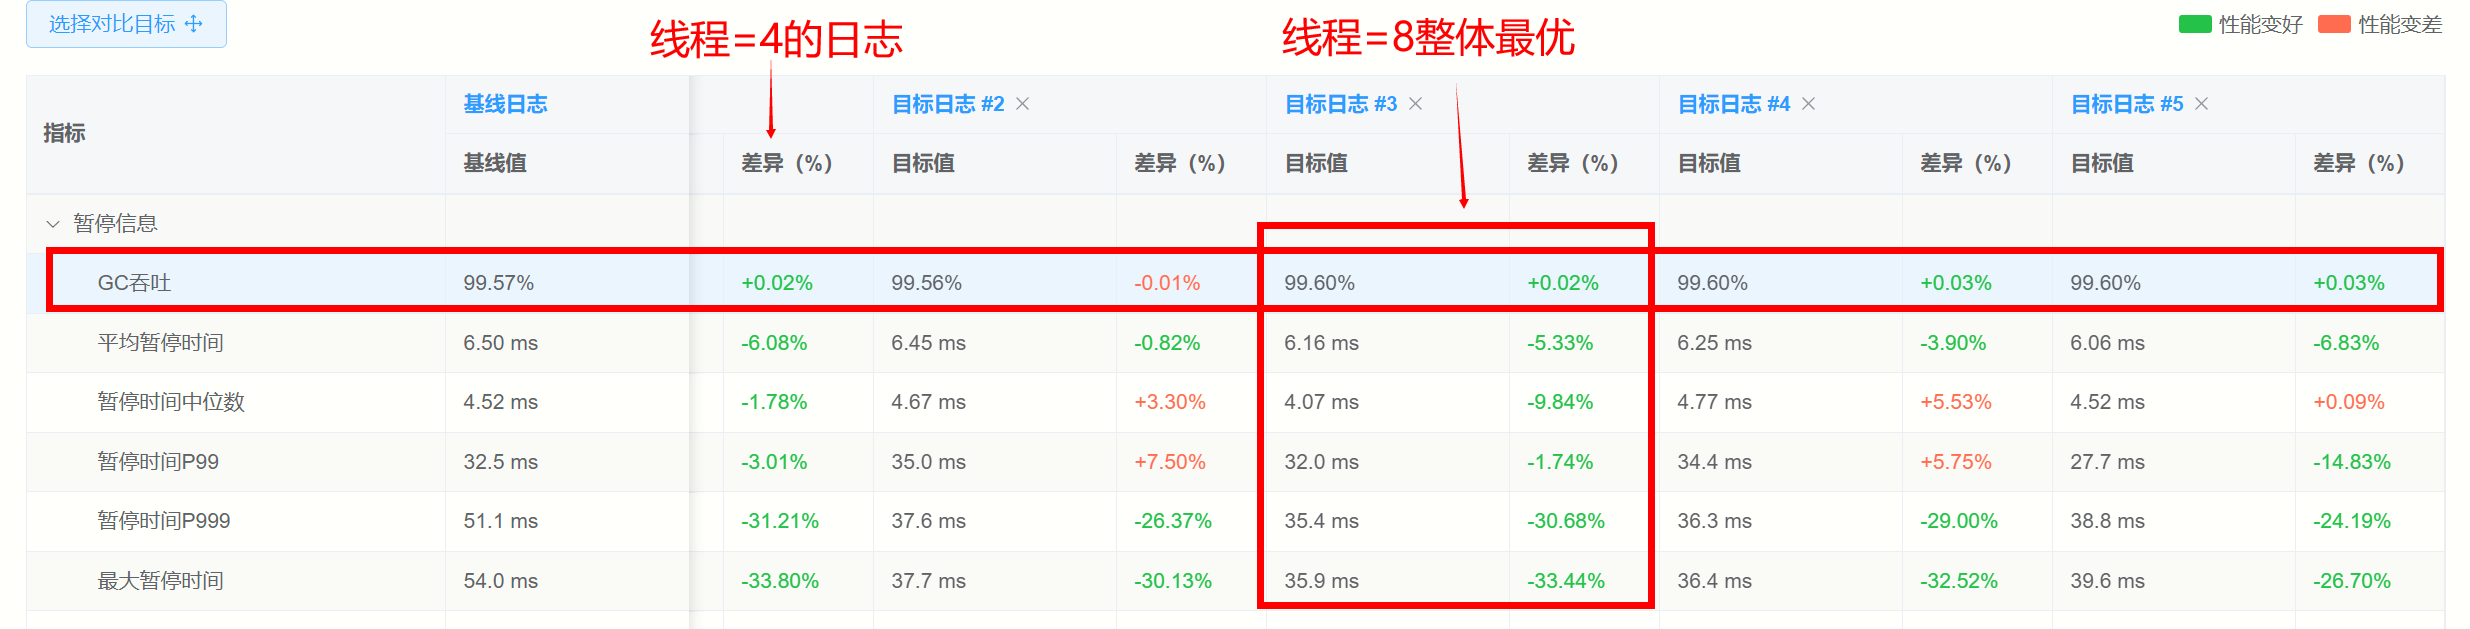 选择对比目标
线程=4的日志
线程=8整体最优
性能变好 性能变差
指标 基线日志 目标日志 #2 目标日志 #3 目标日志 #4 目标日志 #5
基线值 差异（%） 目标值 差异（%） 目标值 差异（%） 目标值 差异（%） 目标值 差异（%）
暂停信息
GC吞吐 99.57% +0.02% 99.56% -0.01% 99.60% +0.02% 99.60% +0.03% 99.60% +0.03%
平均暂停时间 6.50 ms -6.08% 6.45 ms -0.82% 6.16 ms -5.33% 6.25 ms -3.90% 6.06 ms -6.83%
暂停时间中位数 4.52 ms -1.78% 4.67 ms +3.30% 4.07 ms -9.84% 4.77 ms +5.53% 4.52 ms +0.09%
暂停时间P99 32.5 ms -3.01% 35.0 ms +7.50% 32.0 ms -1.74% 34.4 ms +5.75% 27.7 ms -14.83%
暂停时间P999 51.1 ms -31.21% 37.6 ms -26.37% 35.4 ms -30.68% 36.3 ms -29.00% 38.8 ms -24.19%
最大暂停时间 54.0 ms -33.80% 37.7 ms -30.13% 35.9 ms -33.44% 36.4 ms -32.52% 39.6 ms -26.70%